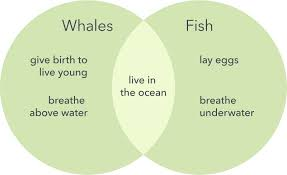 Whales
give birth to
live young
breathe
above water
live in
the ocean
Fish
lay eggs
breathe
underwater